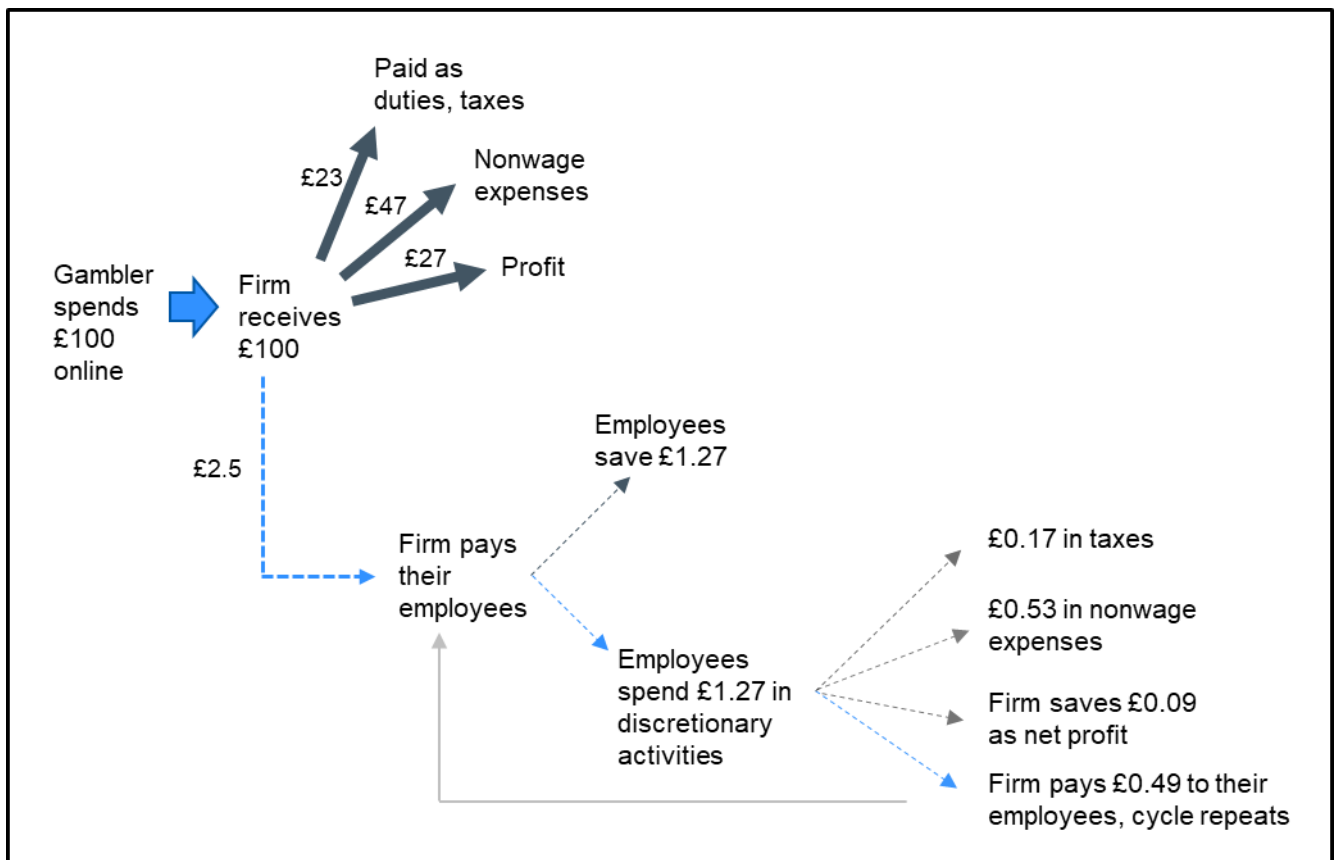 Paid as
duties, taxes
£23
Nonwage
expenses
£47
£27
Profit
Gambler
spends
£100
online
Firm
receives
£100
£2.5
Employees
save £1.27
Firm pays
their
employees
Employees
spend £1.27 in
discretionary
activities
£0.17 in taxes
£0.53 in nonwage
expenses
Firm saves £0.09
as net profit
Firm pays £0.49 to their
employees, cycle repeats